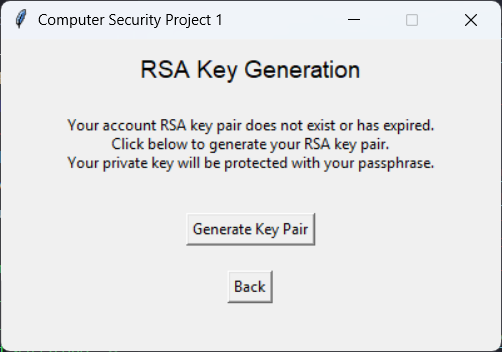 Computer Security Project 1
RSA Key Generation
Your account RSA key pair does not exist or has expired.
Click below to generate your RSA key pair.
Your private key will be protected with your passphrase.
Generate Key Pair
Back